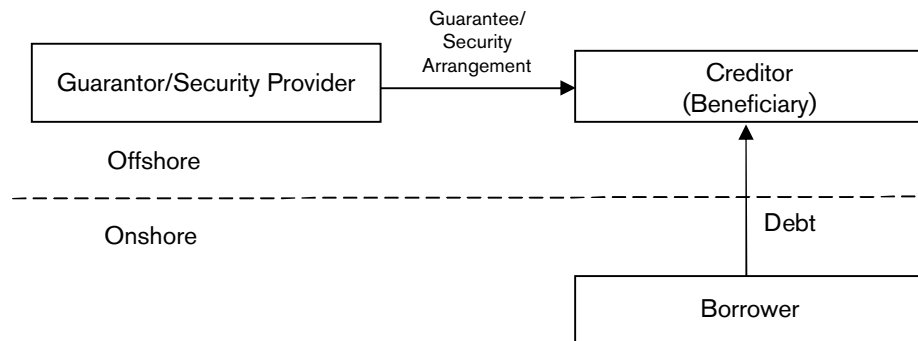 Guarantee/
Security
Arrangement
Guarantor/Security Provider
Creditor
(Beneficiary)
Offshore
Onshore
Debt
Borrower